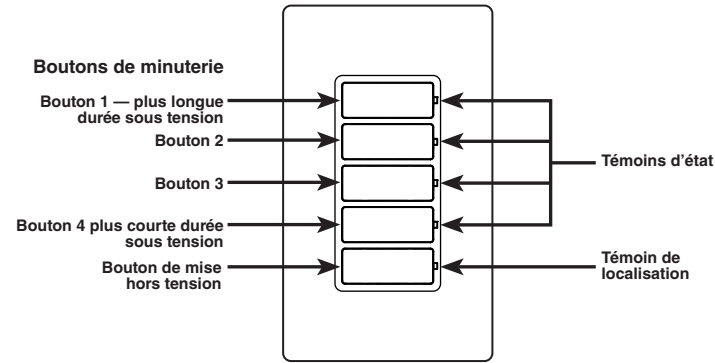 Boutons de minuterie
Bouton 1 — plus longue
durée sous tension
Bouton 2
Bouton 3
Bouton 4 plus courte durée
sous tension
Bouton de mise
hors tension
Témoins d'état
Témoin de
localisation